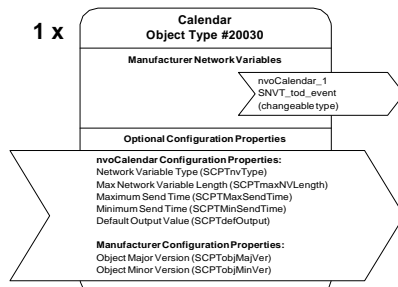 1 x
Calendar
Object Type #20030
Manufacturer Network Variables
nvoCalendar_1
SNVT_tod_event
(changeable type)
Optional Configuration Properties
nvoCalendar Configuration Properties:
Network Variable Type (SCPTnvType)
Max Network Variable Length (SCPTmaxNVLength)
Maximum Send Time (SCPTMaxSendTime)
Minimum Send Time (SCPTMinSendTime)
Default Output Value (SCPTdefOutput)
Manufacturer Configuration Properties:
Object Major Version (SCPTobjMajVer)
Object Minor Version (SCPTobjMinVer)